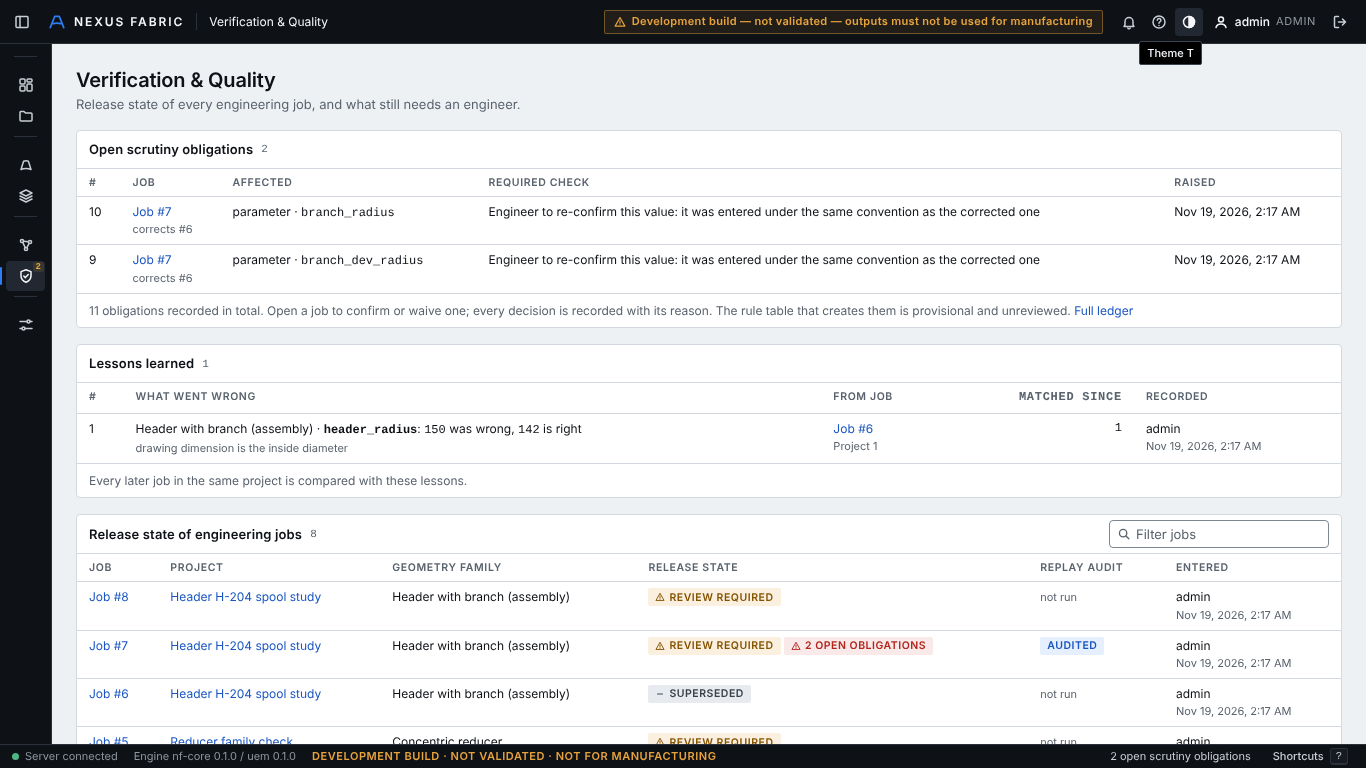 NEXUS FABRIC Verification & Quality Development build — not validated — outputs must not be used for manufacturing admin ADMIN
Theme T
2
Verification & Quality
Release state of every engineering job, and what still needs an engineer.
Open scrutiny obligations 2
# JOB AFFECTED REQUIRED CHECK RAISED
10 Job #7 parameter · branch_radius Engineer to re-confirm this value: it was entered under the same convention as the corrected one Nov 19, 2026, 2:17 AM
corrects #6
9 Job #7 parameter · branch_dev_radius Engineer to re-confirm this value: it was entered under the same convention as the corrected one Nov 19, 2026, 2:17 AM
corrects #6
11 obligations recorded in total. Open a job to confirm or waive one; every decision is recorded with its reason. The rule table that creates them is provisional and unreviewed. Full ledger
Lessons learned 1
# WHAT WENT WRONG FROM JOB MATCHED SINCE RECORDED
1 Header with branch (assembly) · header_radius: 150 was wrong, 142 is right Job #6 1 admin
drawing dimension is the inside diameter Project 1 Nov 19, 2026, 2:17 AM
Every later job in the same project is compared with these lessons.
Release state of engineering jobs 8 Filter jobs
JOB PROJECT GEOMETRY FAMILY RELEASE STATE REPLAY AUDIT ENTERED
Job #8 Header H-204 spool study Header with branch (assembly) REVIEW REQUIRED not run admin
Nov 19, 2026, 2:17 AM
Job #7 Header H-204 spool study Header with branch (assembly) REVIEW REQUIRED 2 OPEN OBLIGATIONS AUDITED admin
Nov 19, 2026, 2:17 AM
Job #6 Header H-204 spool study Header with branch (assembly) – SUPERSEDED not run admin
Nov 19, 2026, 2:17 AM
Job #5 Reducer family check Concentric reducer REVIEW REQUIRED not run admin
Server connected Engine nf-core 0.1.0 / uem 0.1.0 DEVELOPMENT BUILD · NOT VALIDATED · NOT FOR MANUFACTURING 2 open scrutiny obligations Shortcuts ?